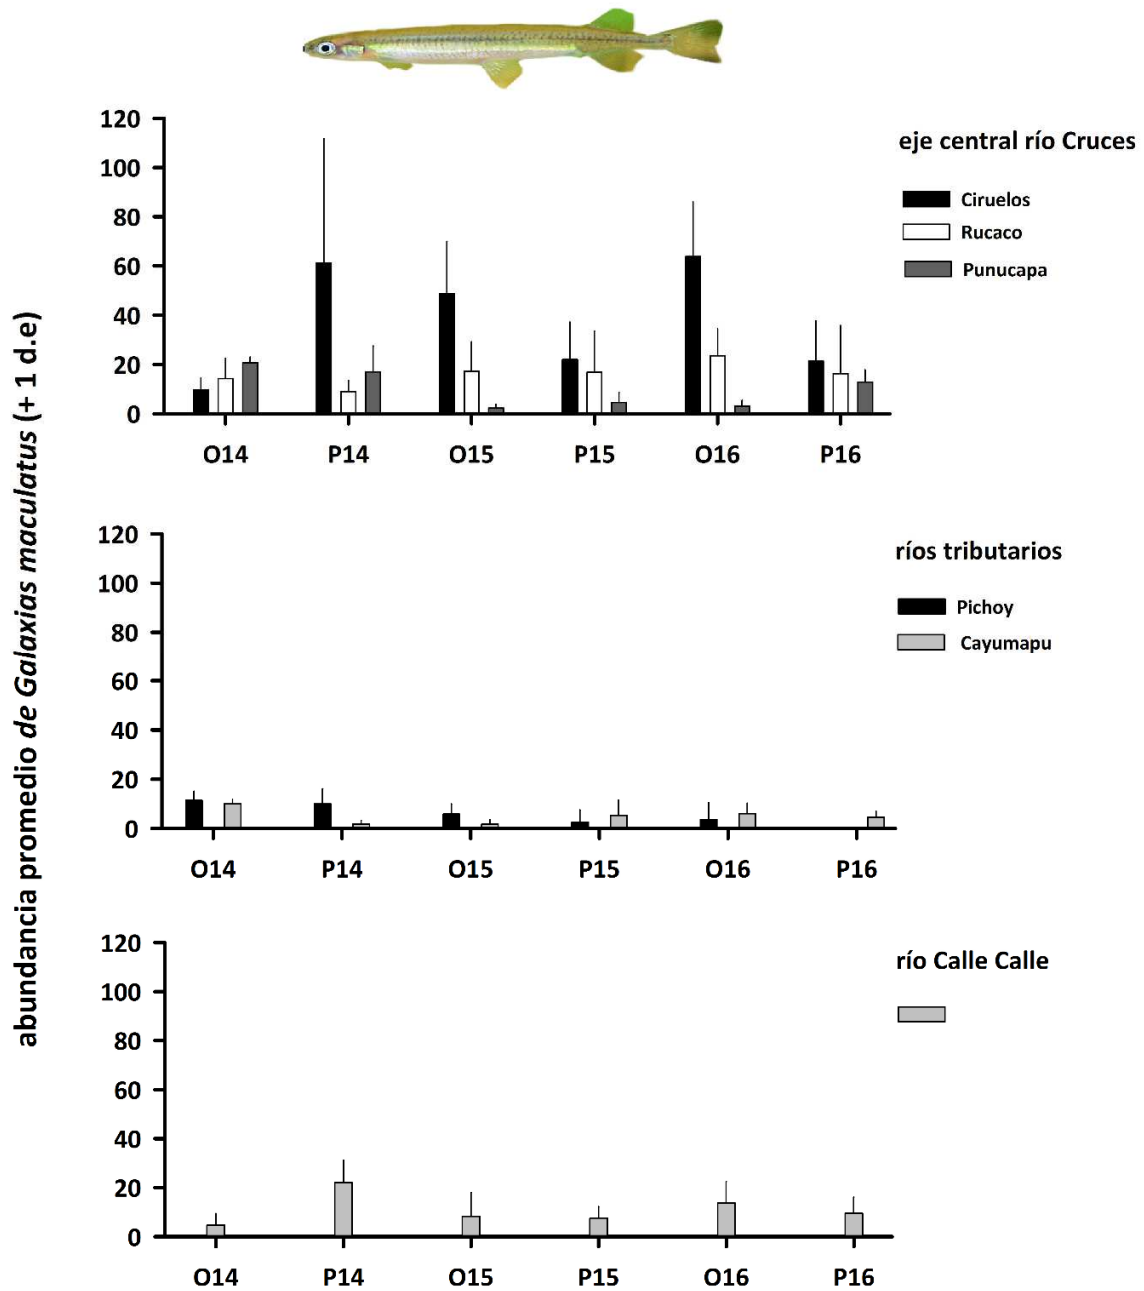 abundancia promedio de Galaxias maculatus (+ 1 d.e)
120
100
80
60
40
20
0
O14 P14 O15 P15 O16 P16
eje central río Cruces
Ciruelos
Rucaco
Punucapa
120
100
80
60
40
20
0
O14 P14 O15 P15 O16 P16
ríos tributarios
Pichoy
Cayumapu
120
100
80
60
40
20
0
O14 P14 O15 P15 O16 P16
río Calle Calle